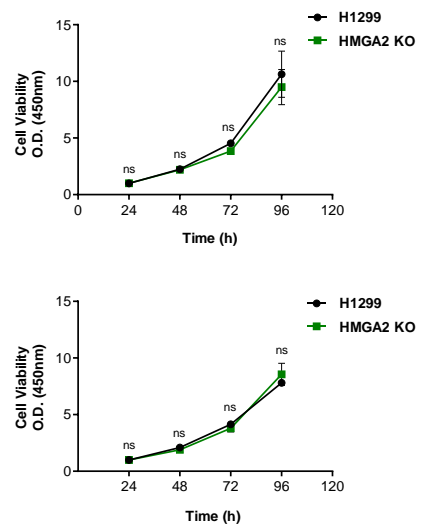 H1299
HMGA2 KO
Cell Viability
O.D. (450nm)
15
10
5
0
ns
ns
ns
ns
0
24
48
72
96
120
Time (h)
H1299
HMGA2 KO
Cell Viability
O.D. (450nm)
15
10
5
0
ns
ns
ns
ns
24
48
72
96
120
Time (h)